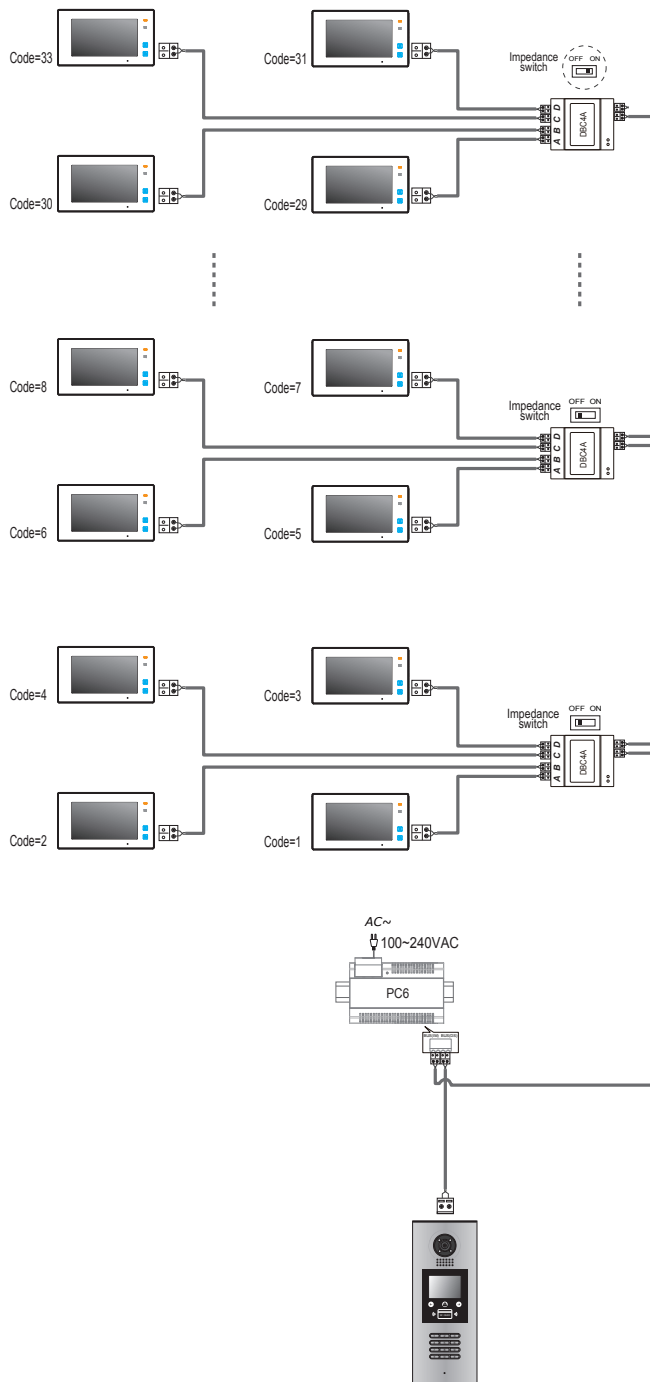 Code=33
Code=31
Impedance
switch
OFF ON
A B C D
DBC4A
Code=30
Code=29
Code=8
Code=7
Impedance
switch
OFF ON
A B C D
DBC4A
Code=6
Code=5
Code=4
Code=3
Impedance
switch
OFF ON
A B C D
DBC4A
Code=2
Code=1
AC~
100~240VAC
PC6